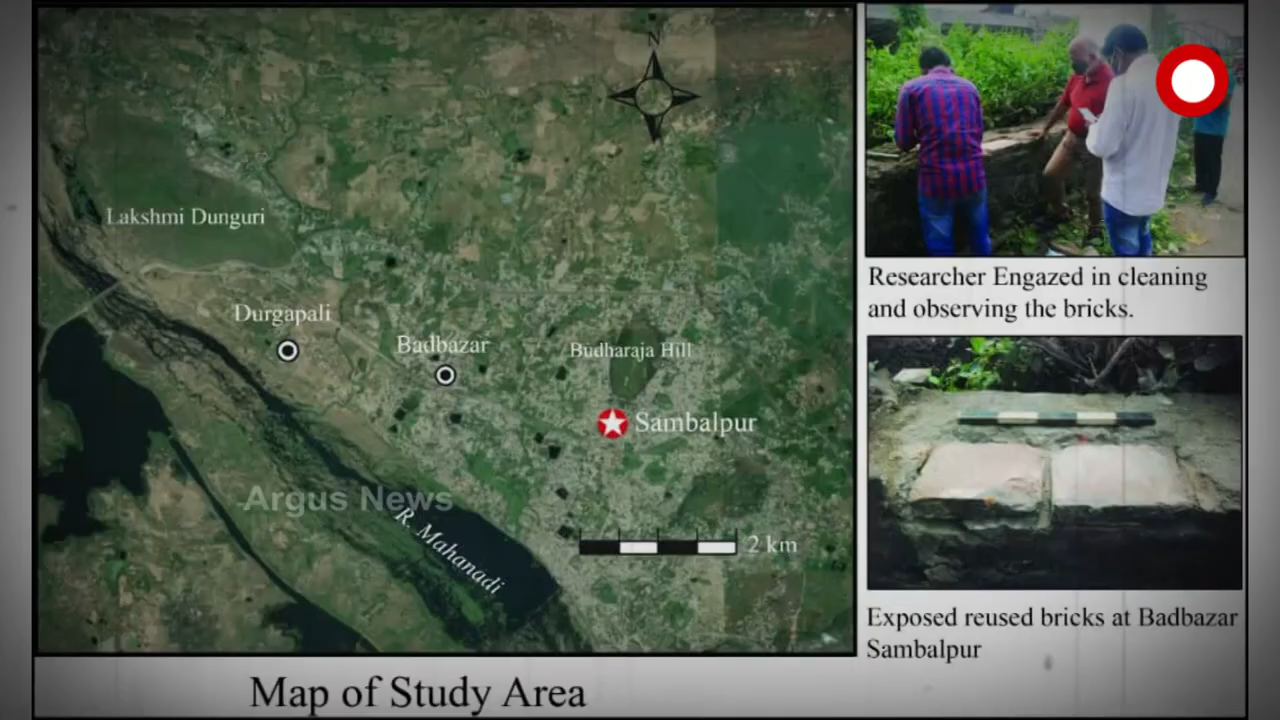 N
Lakshmi Dunguri
Durgapali
Badbazar
Budharaja Hill
Sambalpur
Argus News
R. Mahanadi
2 km
Map of Study Area
Researcher Engazed in cleaning
and observing the bricks.
Exposed reused bricks at Badbazar
Sambalpur